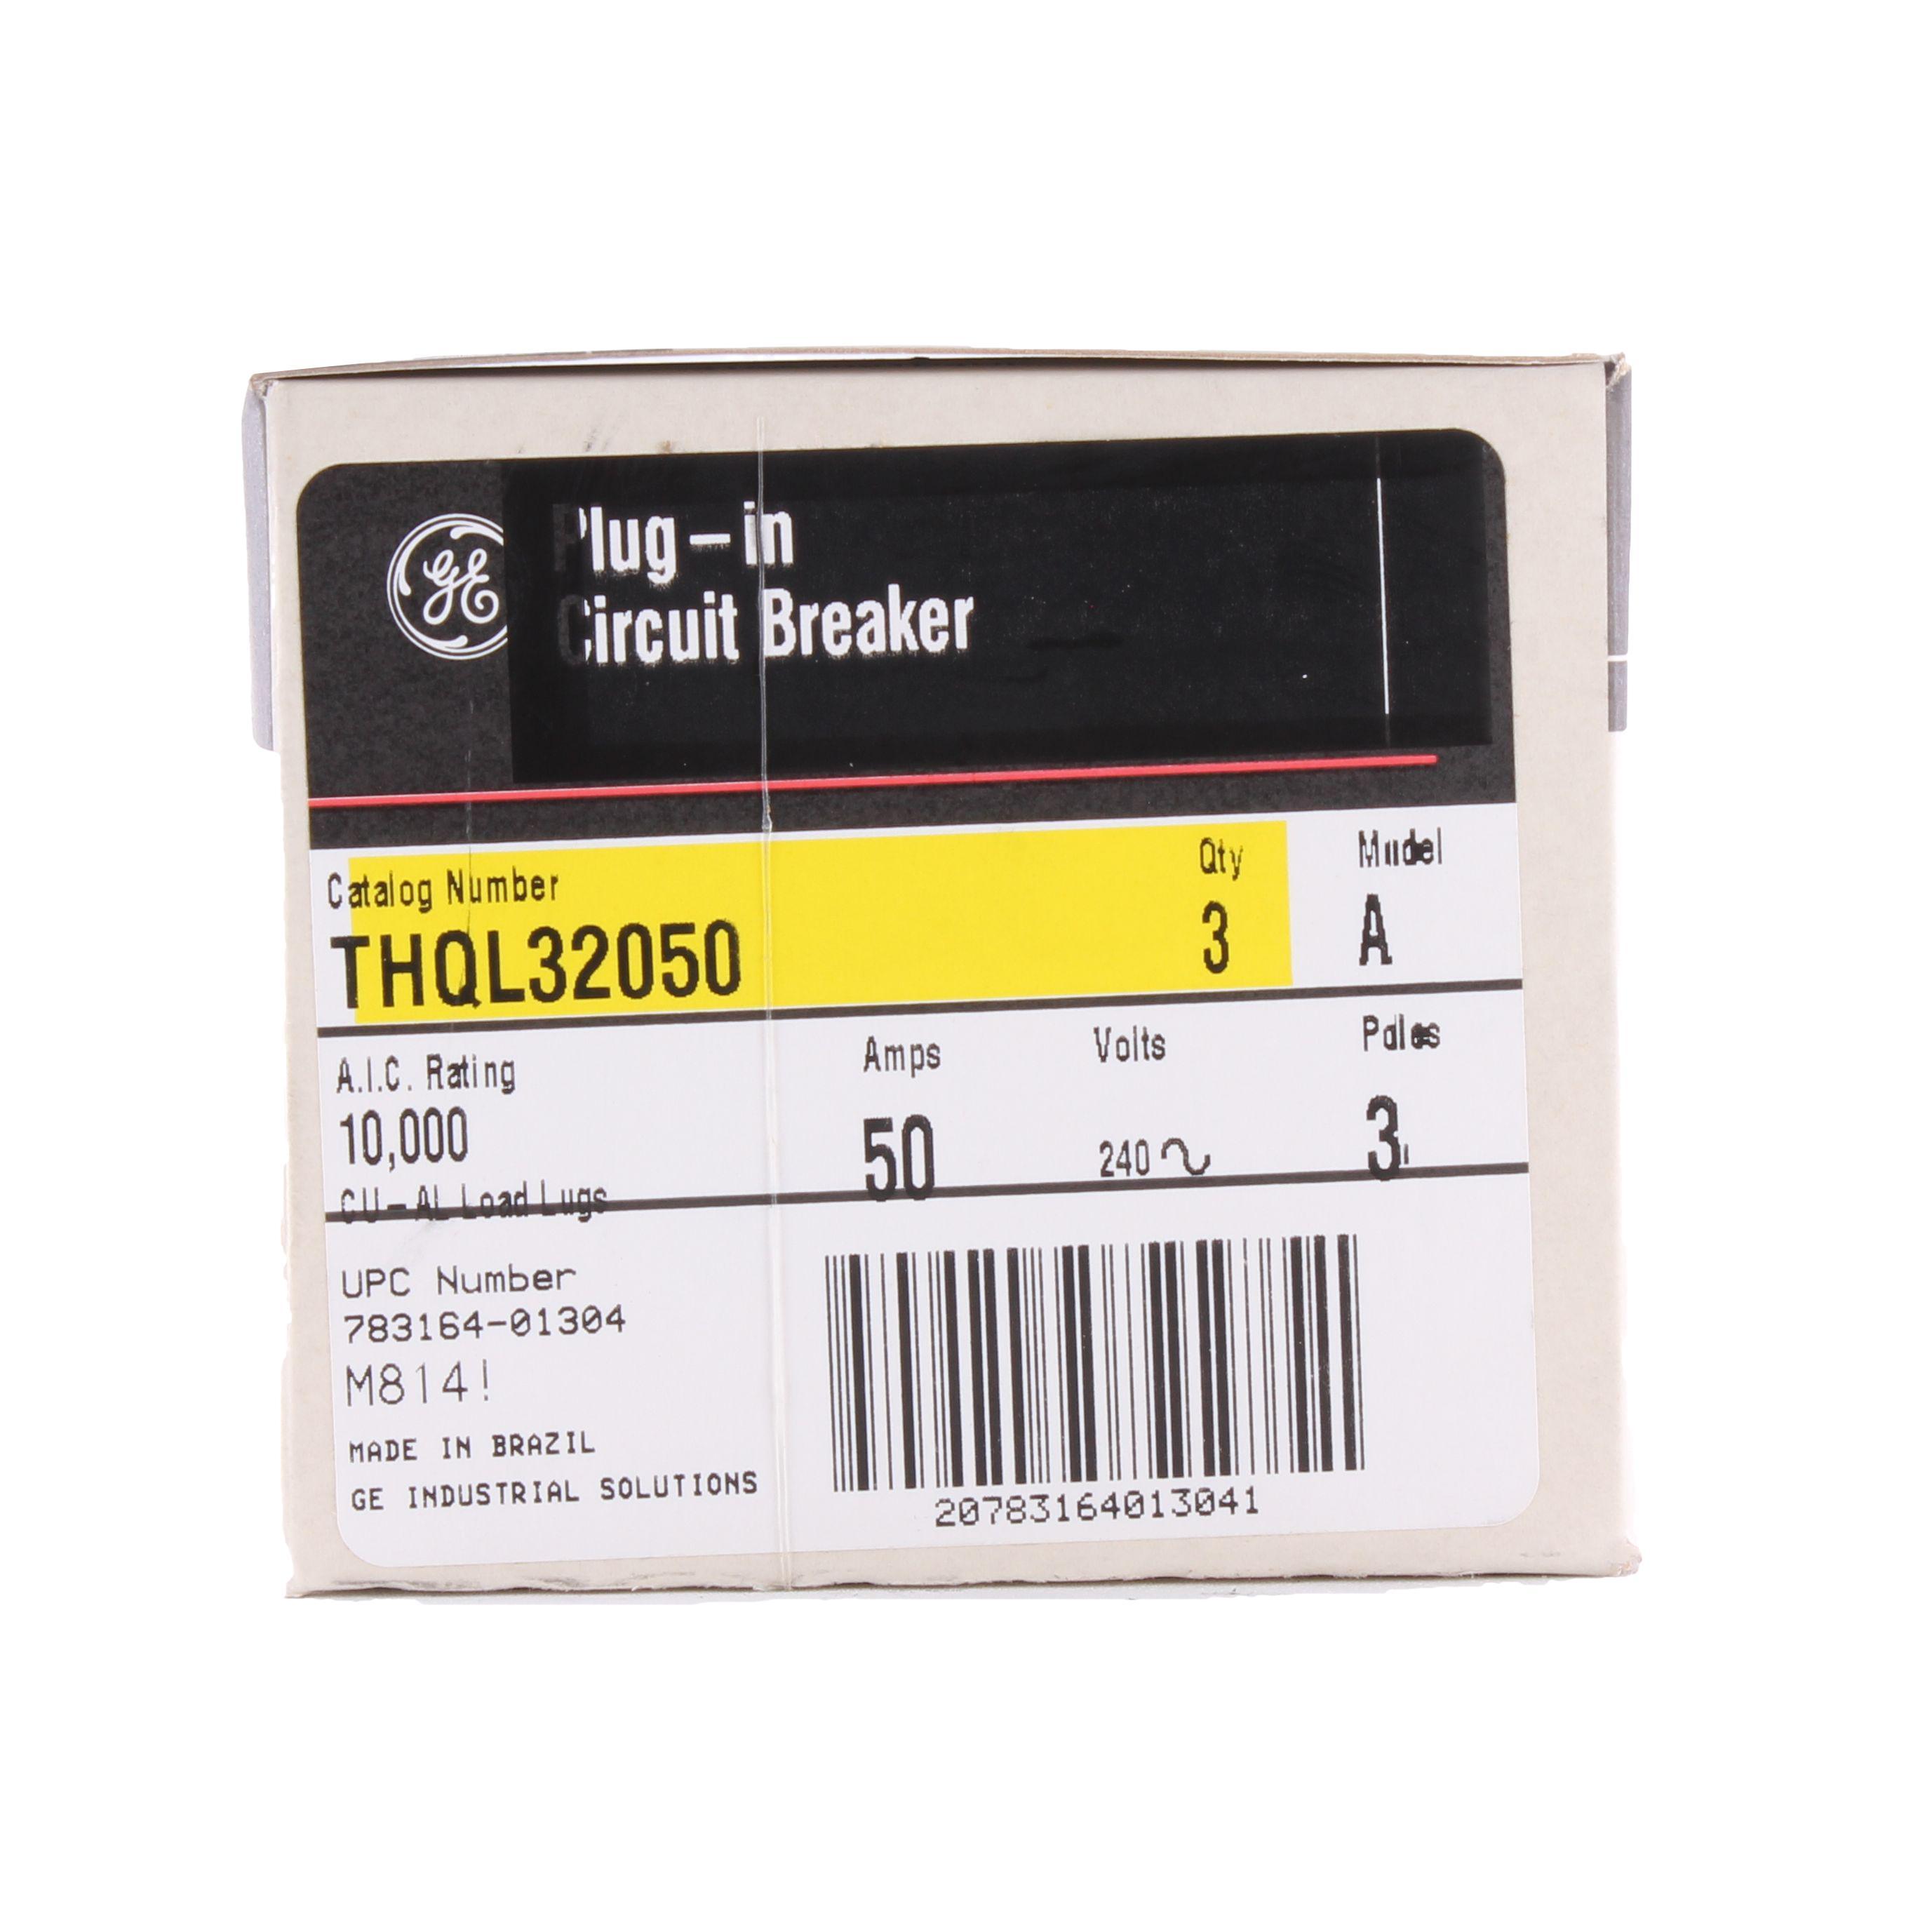 GE
Plug-in
Circuit Breaker
Catalog Number Qty Model
THQL32050 3 A
A.I.C. Rating Amps Volts Poles
10,000 50 240 3
CU-AL Load Lugs
UPC Number
783164-01304
M814!
MADE IN BRAZIL
GE INDUSTRIAL SOLUTIONS
20783164013041